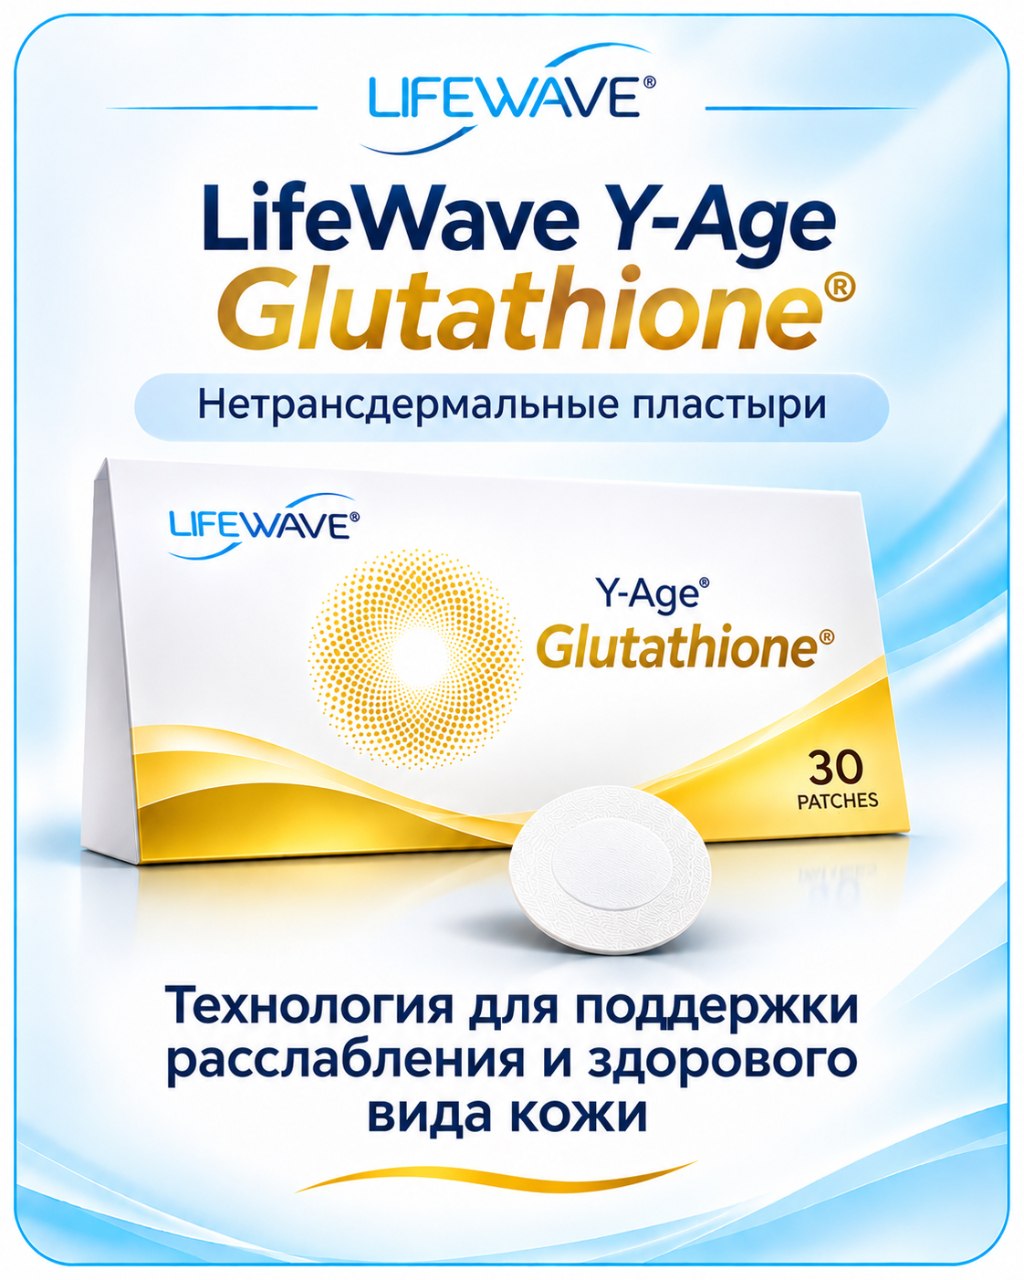 LIFEWAVE®
LifeWave Y-Age
Glutathione®
Нетрансдермальные пластыри
LIFEWAVE®
Y-Age®
Glutathione®
30
PATCHES
Технология для поддержки
расслабления и здорового
вида кожи